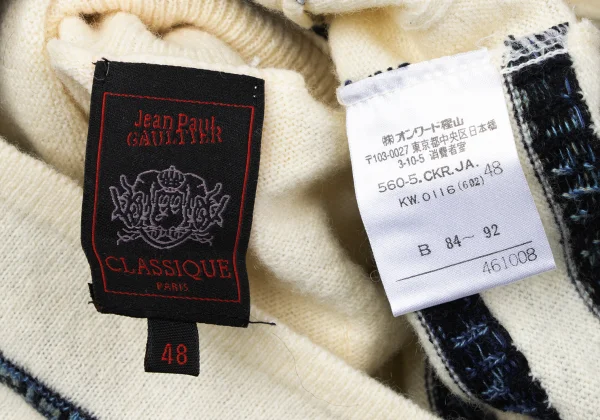 Jean Paul
GAULTIER
CLASSIQUE
PARIS
48
㈱オンワード樫山
〒103-0027 東京都中央区日本橋
3-10-5 消費者室
560-5.CKR.JA.
KW.0116(602) 48
B 84〜 92
461008